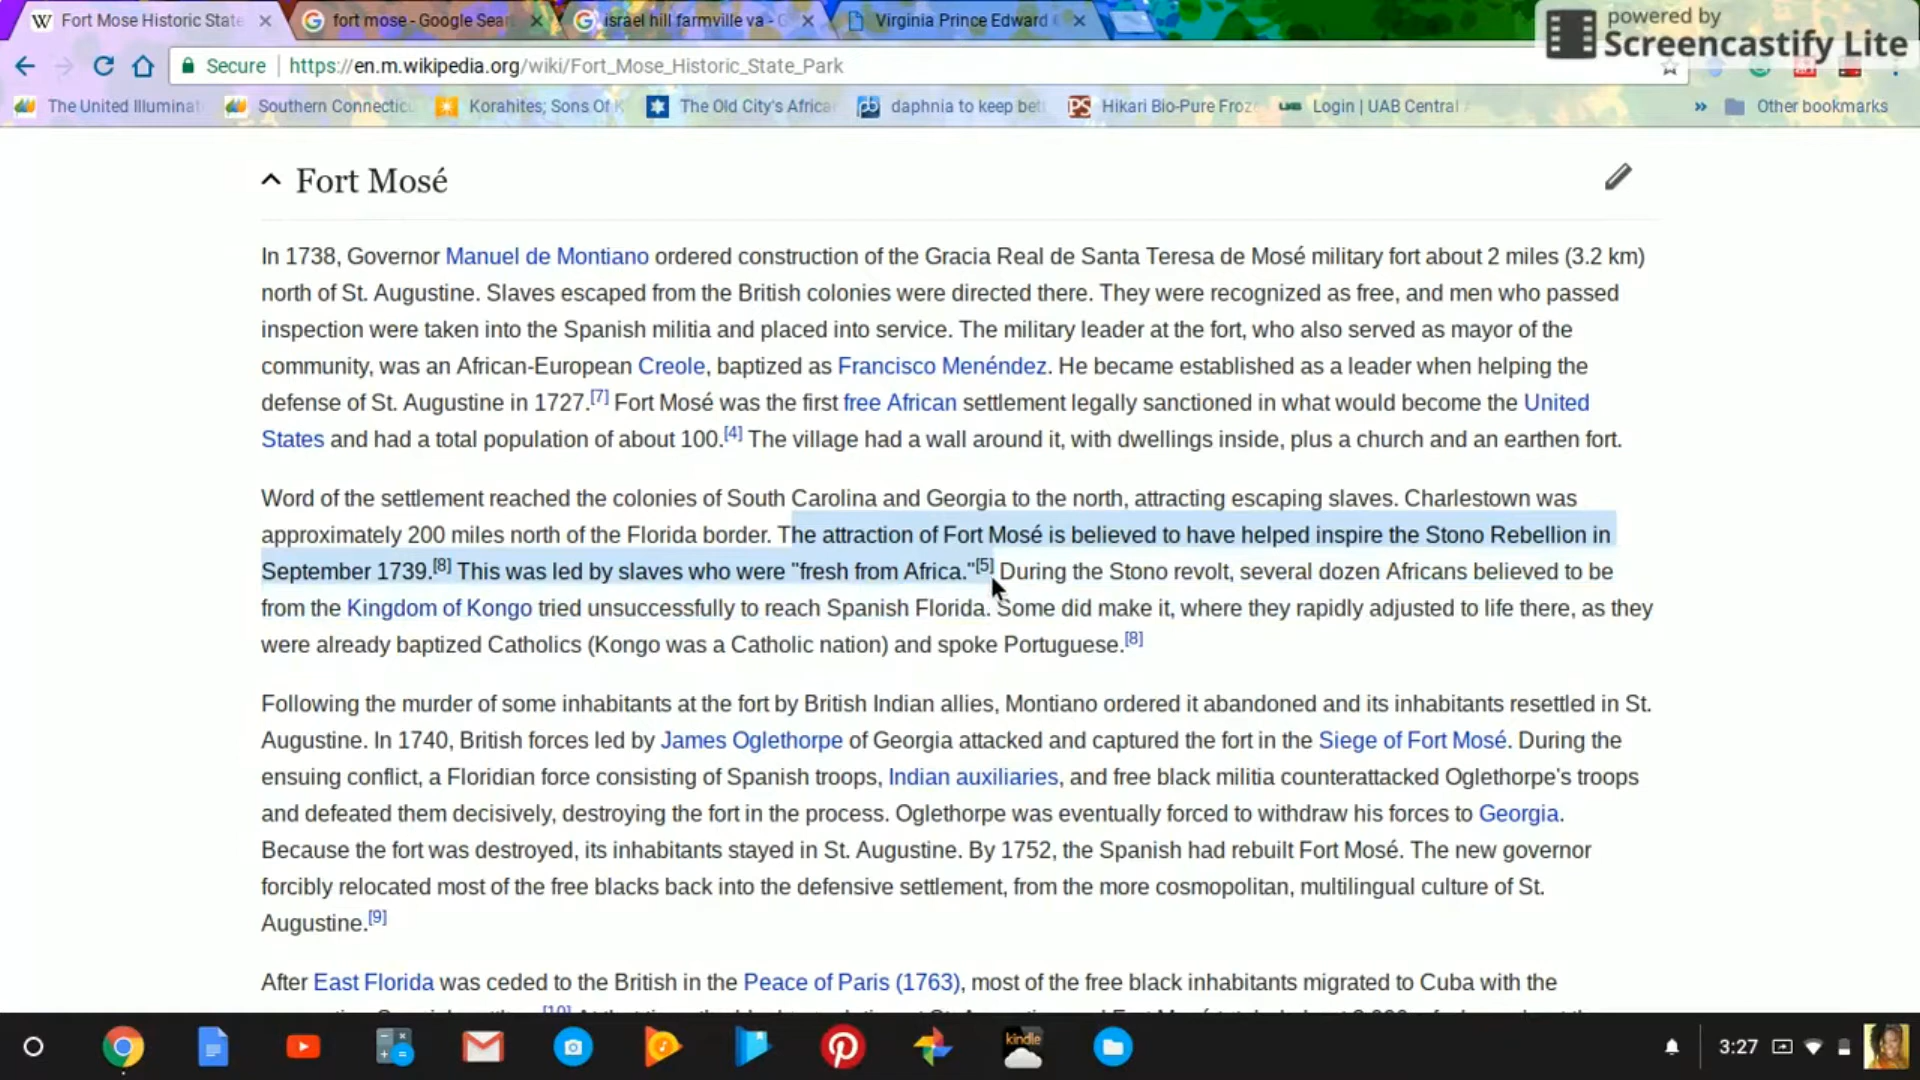 Fort Mose Historic State
fort mose - Google Sear
israel hill farmville va - G
Virginia Prince Edward
powered by
Screencastify Lite
Secure
https://en.m.wikipedia.org/wiki/Fort_Mose_Historic_State_Park
The United Illuminat
Southern Connectic
Korahites; Sons Of K
The Old City's Africa
daphnia to keep bett
Hikari Bio-Pure Froz
Login | UAB Central
» Other bookmarks
Fort Mosé
In 1738, Governor Manuel de Montiano ordered construction of the Gracia Real de Santa Teresa de Mosé military fort about 2 miles (3.2 km)
north of St. Augustine. Slaves escaped from the British colonies were directed there. They were recognized as free, and men who passed
inspection were taken into the Spanish militia and placed into service. The military leader at the fort, who also served as mayor of the
community, was an African-European Creole, baptized as Francisco Menéndez. He became established as a leader when helping the
defense of St. Augustine in 1727.[7] Fort Mosé was the first free African settlement legally sanctioned in what would become the United
States and had a total population of about 100.[4] The village had a wall around it, with dwellings inside, plus a church and an earthen fort.
Word of the settlement reached the colonies of South Carolina and Georgia to the north, attracting escaping slaves. Charlestown was
approximately 200 miles north of the Florida border. The attraction of Fort Mosé is believed to have helped inspire the Stono Rebellion in
September 1739.[8] This was led by slaves who were "fresh from Africa."[5] During the Stono revolt, several dozen Africans believed to be
from the Kingdom of Kongo tried unsuccessfully to reach Spanish Florida. Some did make it, where they rapidly adjusted to life there, as they
were already baptized Catholics (Kongo was a Catholic nation) and spoke Portuguese.[8]
Following the murder of some inhabitants at the fort by British Indian allies, Montiano ordered it abandoned and its inhabitants resettled in St.
Augustine. In 1740, British forces led by James Oglethorpe of Georgia attacked and captured the fort in the Siege of Fort Mosé. During the
ensuing conflict, a Floridian force consisting of Spanish troops, Indian auxiliaries, and free black militia counterattacked Oglethorpe's troops
and defeated them decisively, destroying the fort in the process. Oglethorpe was eventually forced to withdraw his forces to Georgia.
Because the fort was destroyed, its inhabitants stayed in St. Augustine. By 1752, the Spanish had rebuilt Fort Mosé. The new governor
forcibly relocated most of the free blacks back into the defensive settlement, from the more cosmopolitan, multilingual culture of St.
Augustine.[9]
After East Florida was ceded to the British in the Peace of Paris (1763), most of the free black inhabitants migrated to Cuba with the
kindle
3:27